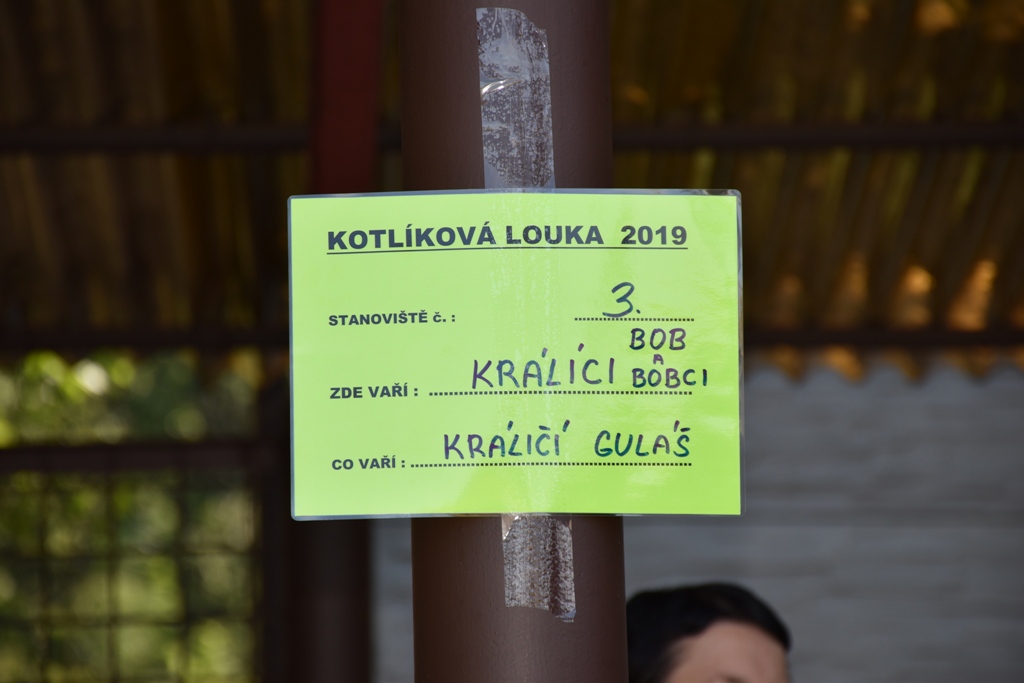 KOTLÍKOVÁ LOUKA 2019
STANOVIŠTĚ č. : 3.
ZDE VAŘÍ : KRÁLÍCI BOB A BOBCI
CO VAŘÍ : KRÁLIČÍ GULÁŠ